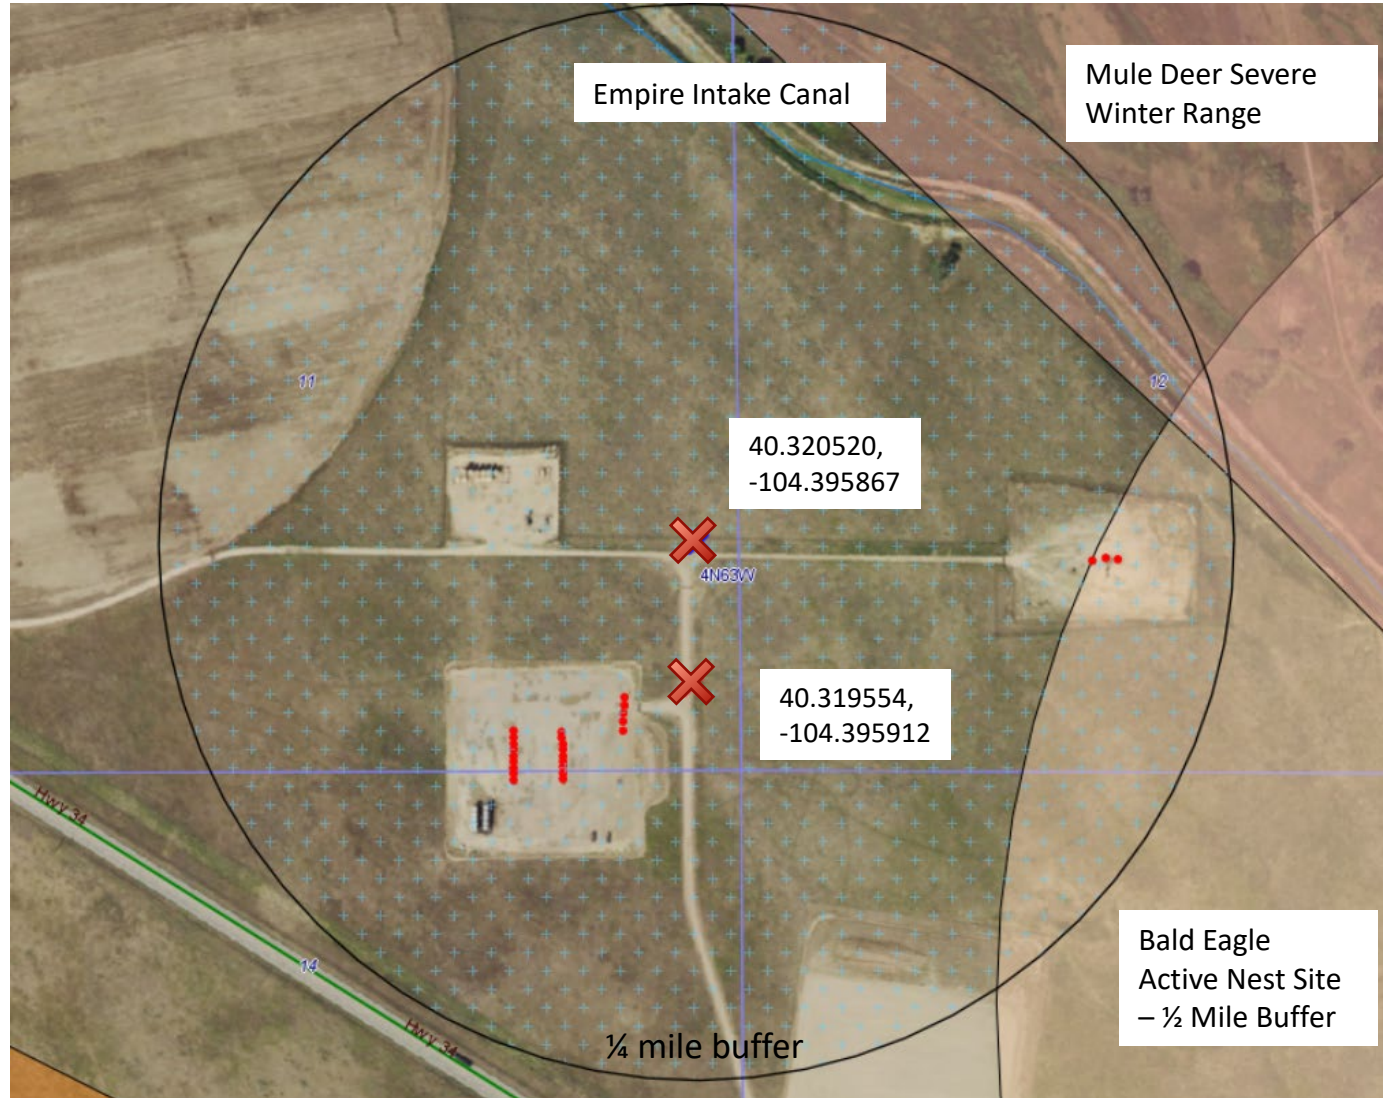 Empire Intake Canal
Mule Deer Severe
Winter Range
11
12
40.320520,
-104.395867
4N63W
40.319554,
-104.395912
Hwy 34
14
Hwy 34
Bald Eagle
Active Nest Site
– ½ Mile Buffer
¼ mile buffer